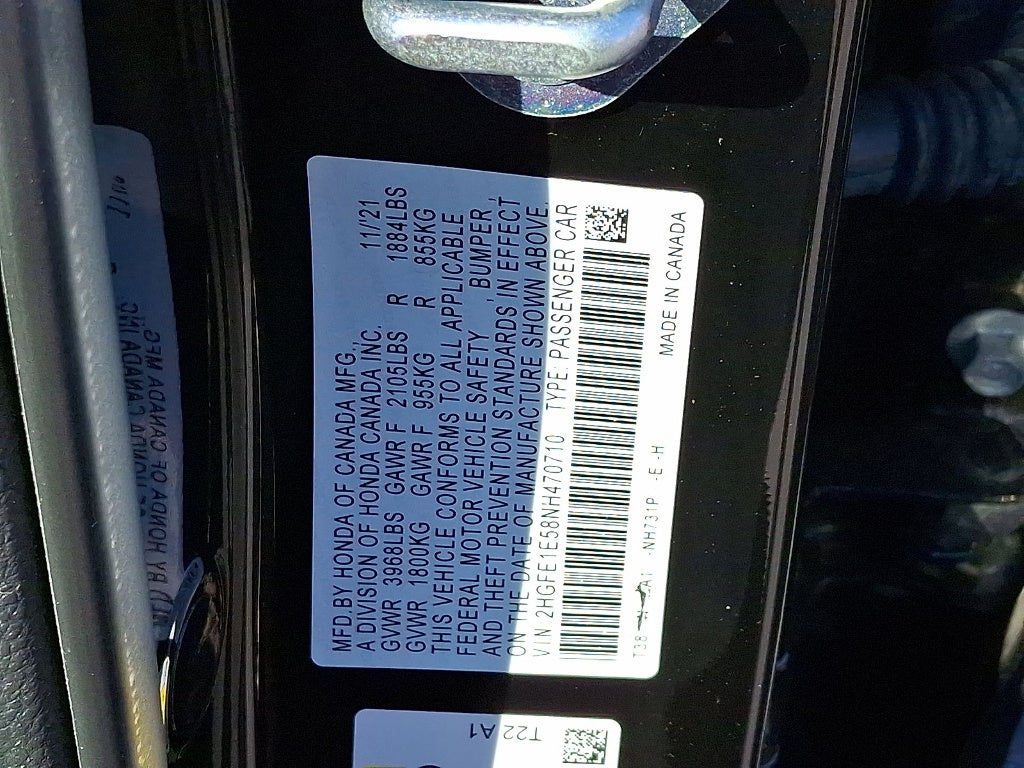 MFD.BY HONDA OF CANADA MFG.,
A DIVISION OF HONDA CANADA INC. 11/21
GVWR 3968LBS GAWR F 2105LBS R 1884LBS
GVWR 1800KG GAWR F 955KG R 855KG
THIS VEHICLE CONFORMS TO ALL APPLICABLE
FEDERAL MOTOR VEHICLE SAFETY , BUMPER ,
AND THEFT PREVENTION STANDARDS IN EFFECT
ON THE DATE OF MANUFACTURE SHOWN ABOVE.
VIN 2HGFE1E58NH470710 TYPE: PASSENGER CAR
T38 A1 -NH731P -E -H MADE IN CANADA
T22 A1